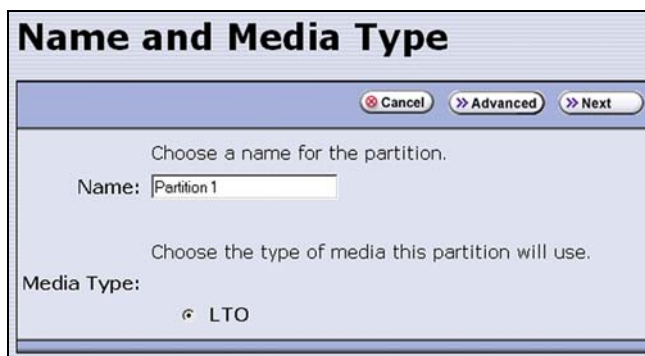 Name and Media Type
Cancel
Advanced
Next
Choose a name for the partition.
Name: Partition 1
Choose the type of media this partition will use.
Media Type:
LTO